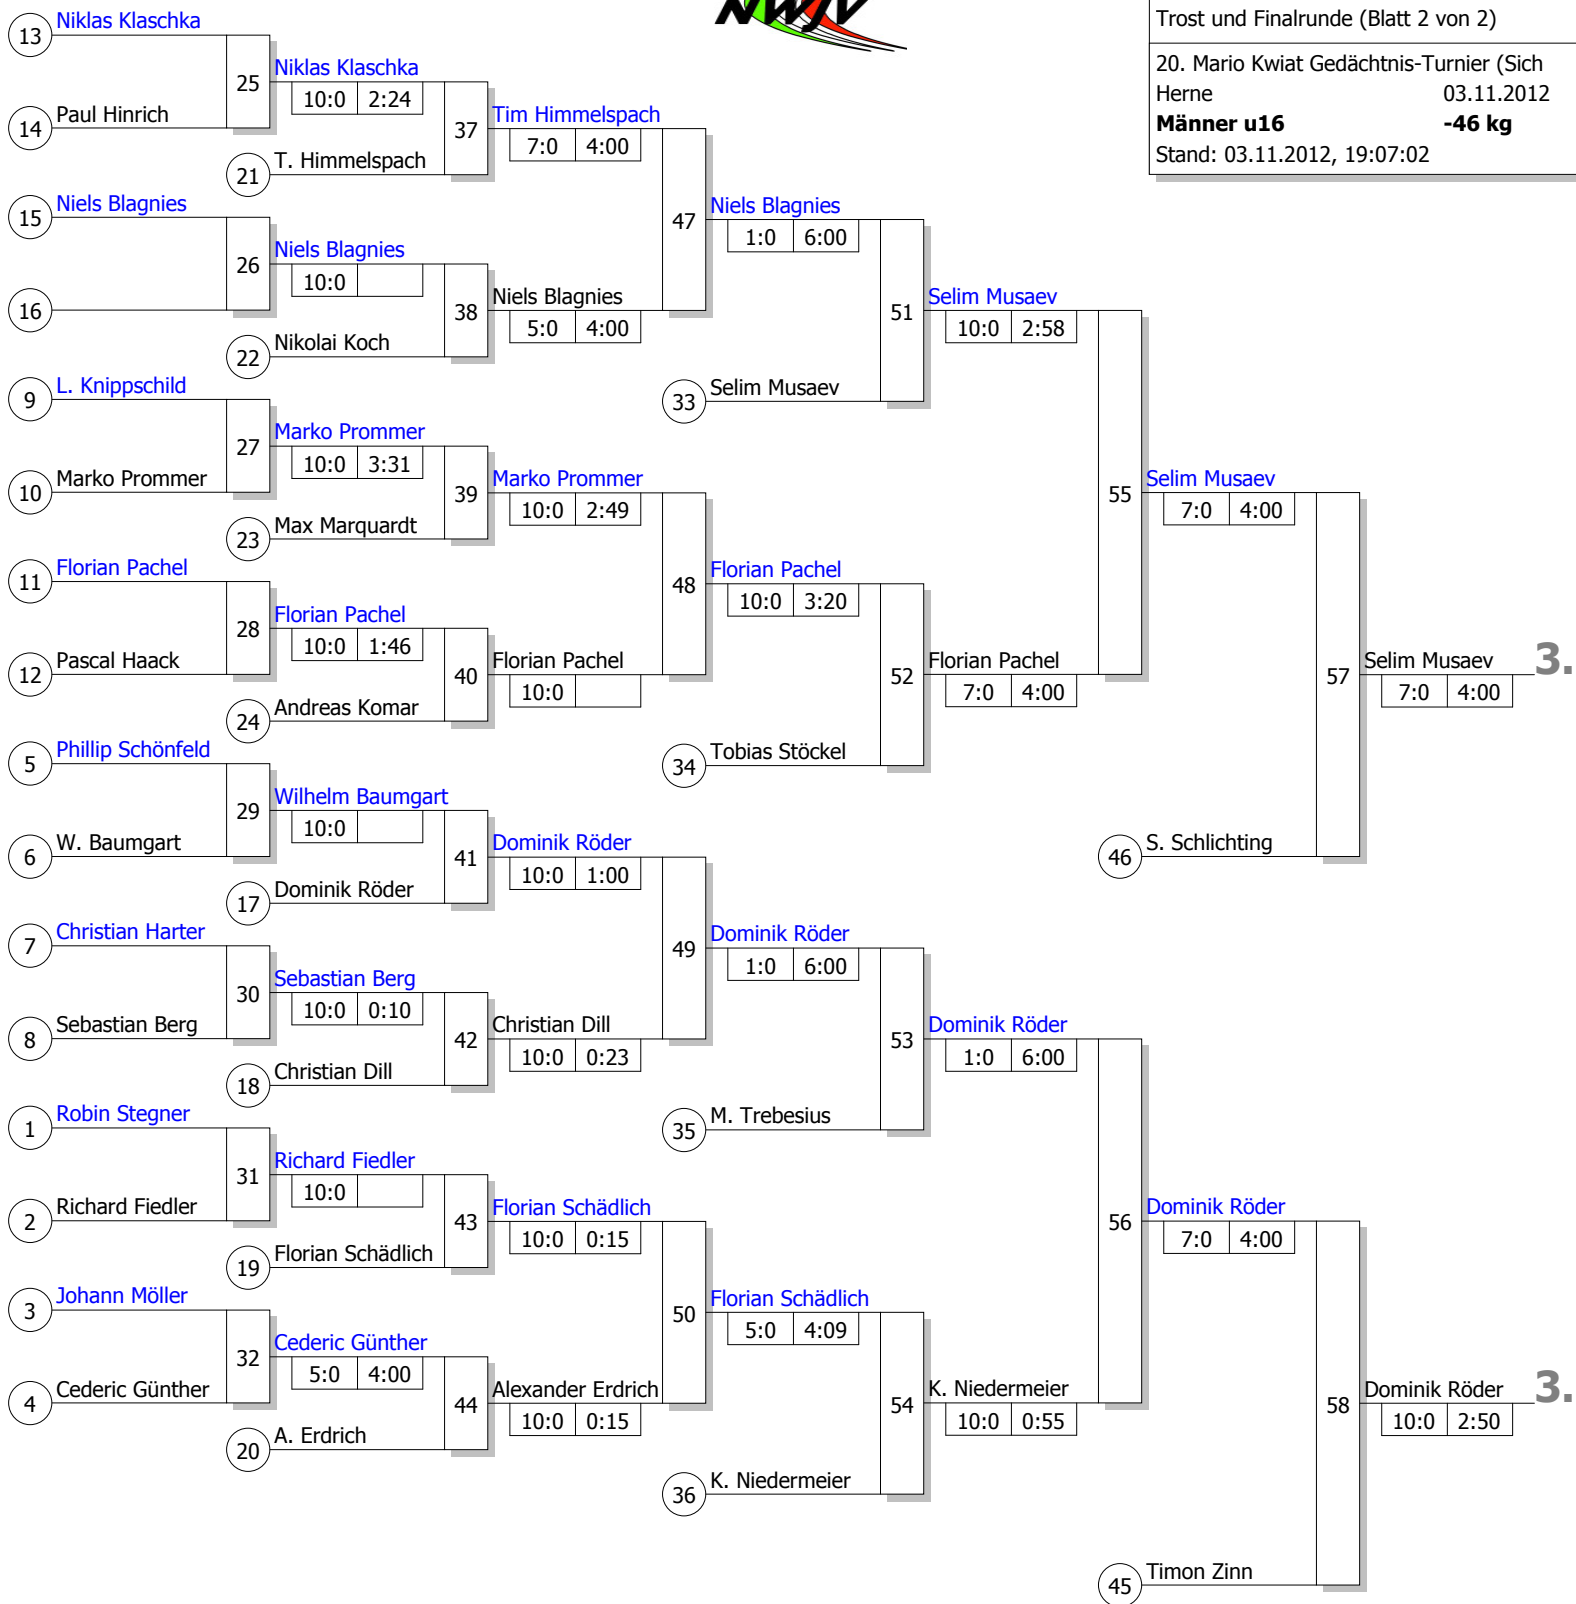 NWJV
Trost und Finalrunde (Blatt 2 von 2)
20. Mario Kwiat Gedächtnis-Turnier (Sich
Herne 03.11.2012
Männer u16 -46 kg
Stand: 03.11.2012, 19:07:02
13 Niklas Klaschka
25
14 Paul Hinrich
Niklas Klaschka
10:0 2:24
37
21 T. Himmelspach
Tim Himmelspach
7:0 4:00
15 Niels Blagnies
26
16
Niels Blagnies
10:0
38
22 Nikolai Koch
Niels Blagnies
5:0 4:00
47
Niels Blagnies
1:0 6:00
51
33 Selim Musaev
Selim Musaev
10:0 2:58
9 L. Knippschild
27
10 Marko Prommer
Marko Prommer
10:0 3:31
39
23 Max Marquardt
Marko Prommer
10:0 2:49
11 Florian Pachel
28
12 Pascal Haack
Florian Pachel
10:0 1:46
40
24 Andreas Komar
Florian Pachel
10:0
48
Florian Pachel
10:0 3:20
52
34 Tobias Stöckel
Florian Pachel
7:0 4:00
55
Selim Musaev
7:0 4:00
57
46 S. Schlichting
Selim Musaev 3.
7:0 4:00
5 Phillip Schönfeld
29
6 W. Baumgart
Wilhelm Baumgart
10:0
41
17 Dominik Röder
Dominik Röder
10:0 1:00
7 Christian Harter
30
8 Sebastian Berg
Sebastian Berg
10:0 0:10
42
18 Christian Dill
Christian Dill
10:0 0:23
49
Dominik Röder
1:0 6:00
53
35 M. Trebesius
Dominik Röder
1:0 6:00
1 Robin Stegner
31
2 Richard Fiedler
Richard Fiedler
10:0
43
19 Florian Schädlich
Florian Schädlich
10:0 0:15
3 Johann Möller
32
4 Cederic Günther
Cederic Günther
5:0 4:00
44
20 A. Erdrich
Alexander Erdrich
10:0 0:15
50
Florian Schädlich
5:0 4:09
54
36 K. Niedermeier
K. Niedermeier
10:0 0:55
56
Dominik Röder
7:0 4:00
58
45 Timon Zinn
Dominik Röder 3.
10:0 2:50